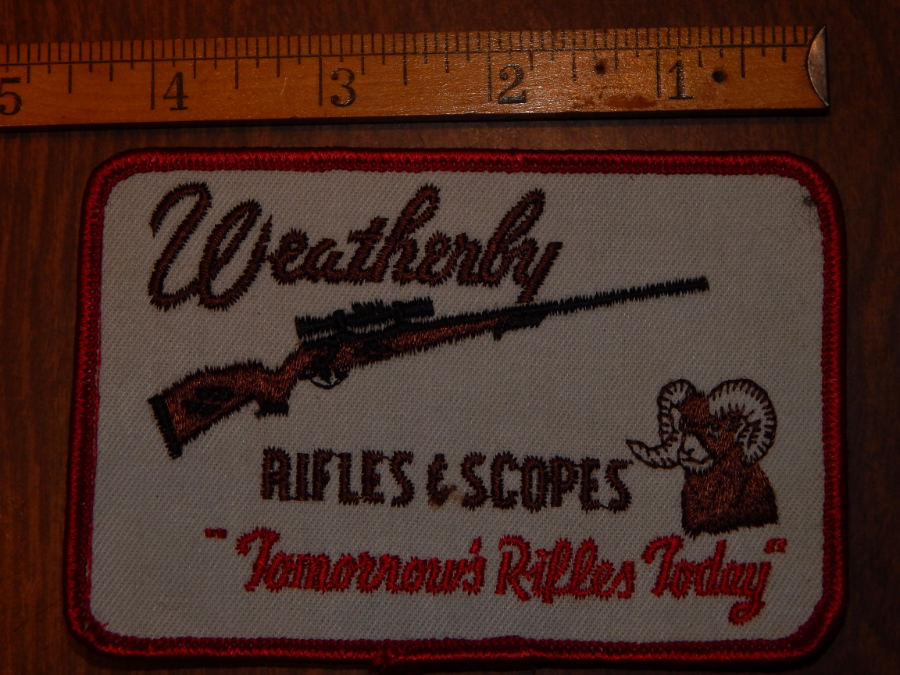 5 4 3 2 1
Weatherby
RIFLES & SCOPES
"Tomorrow's Rifles Today"